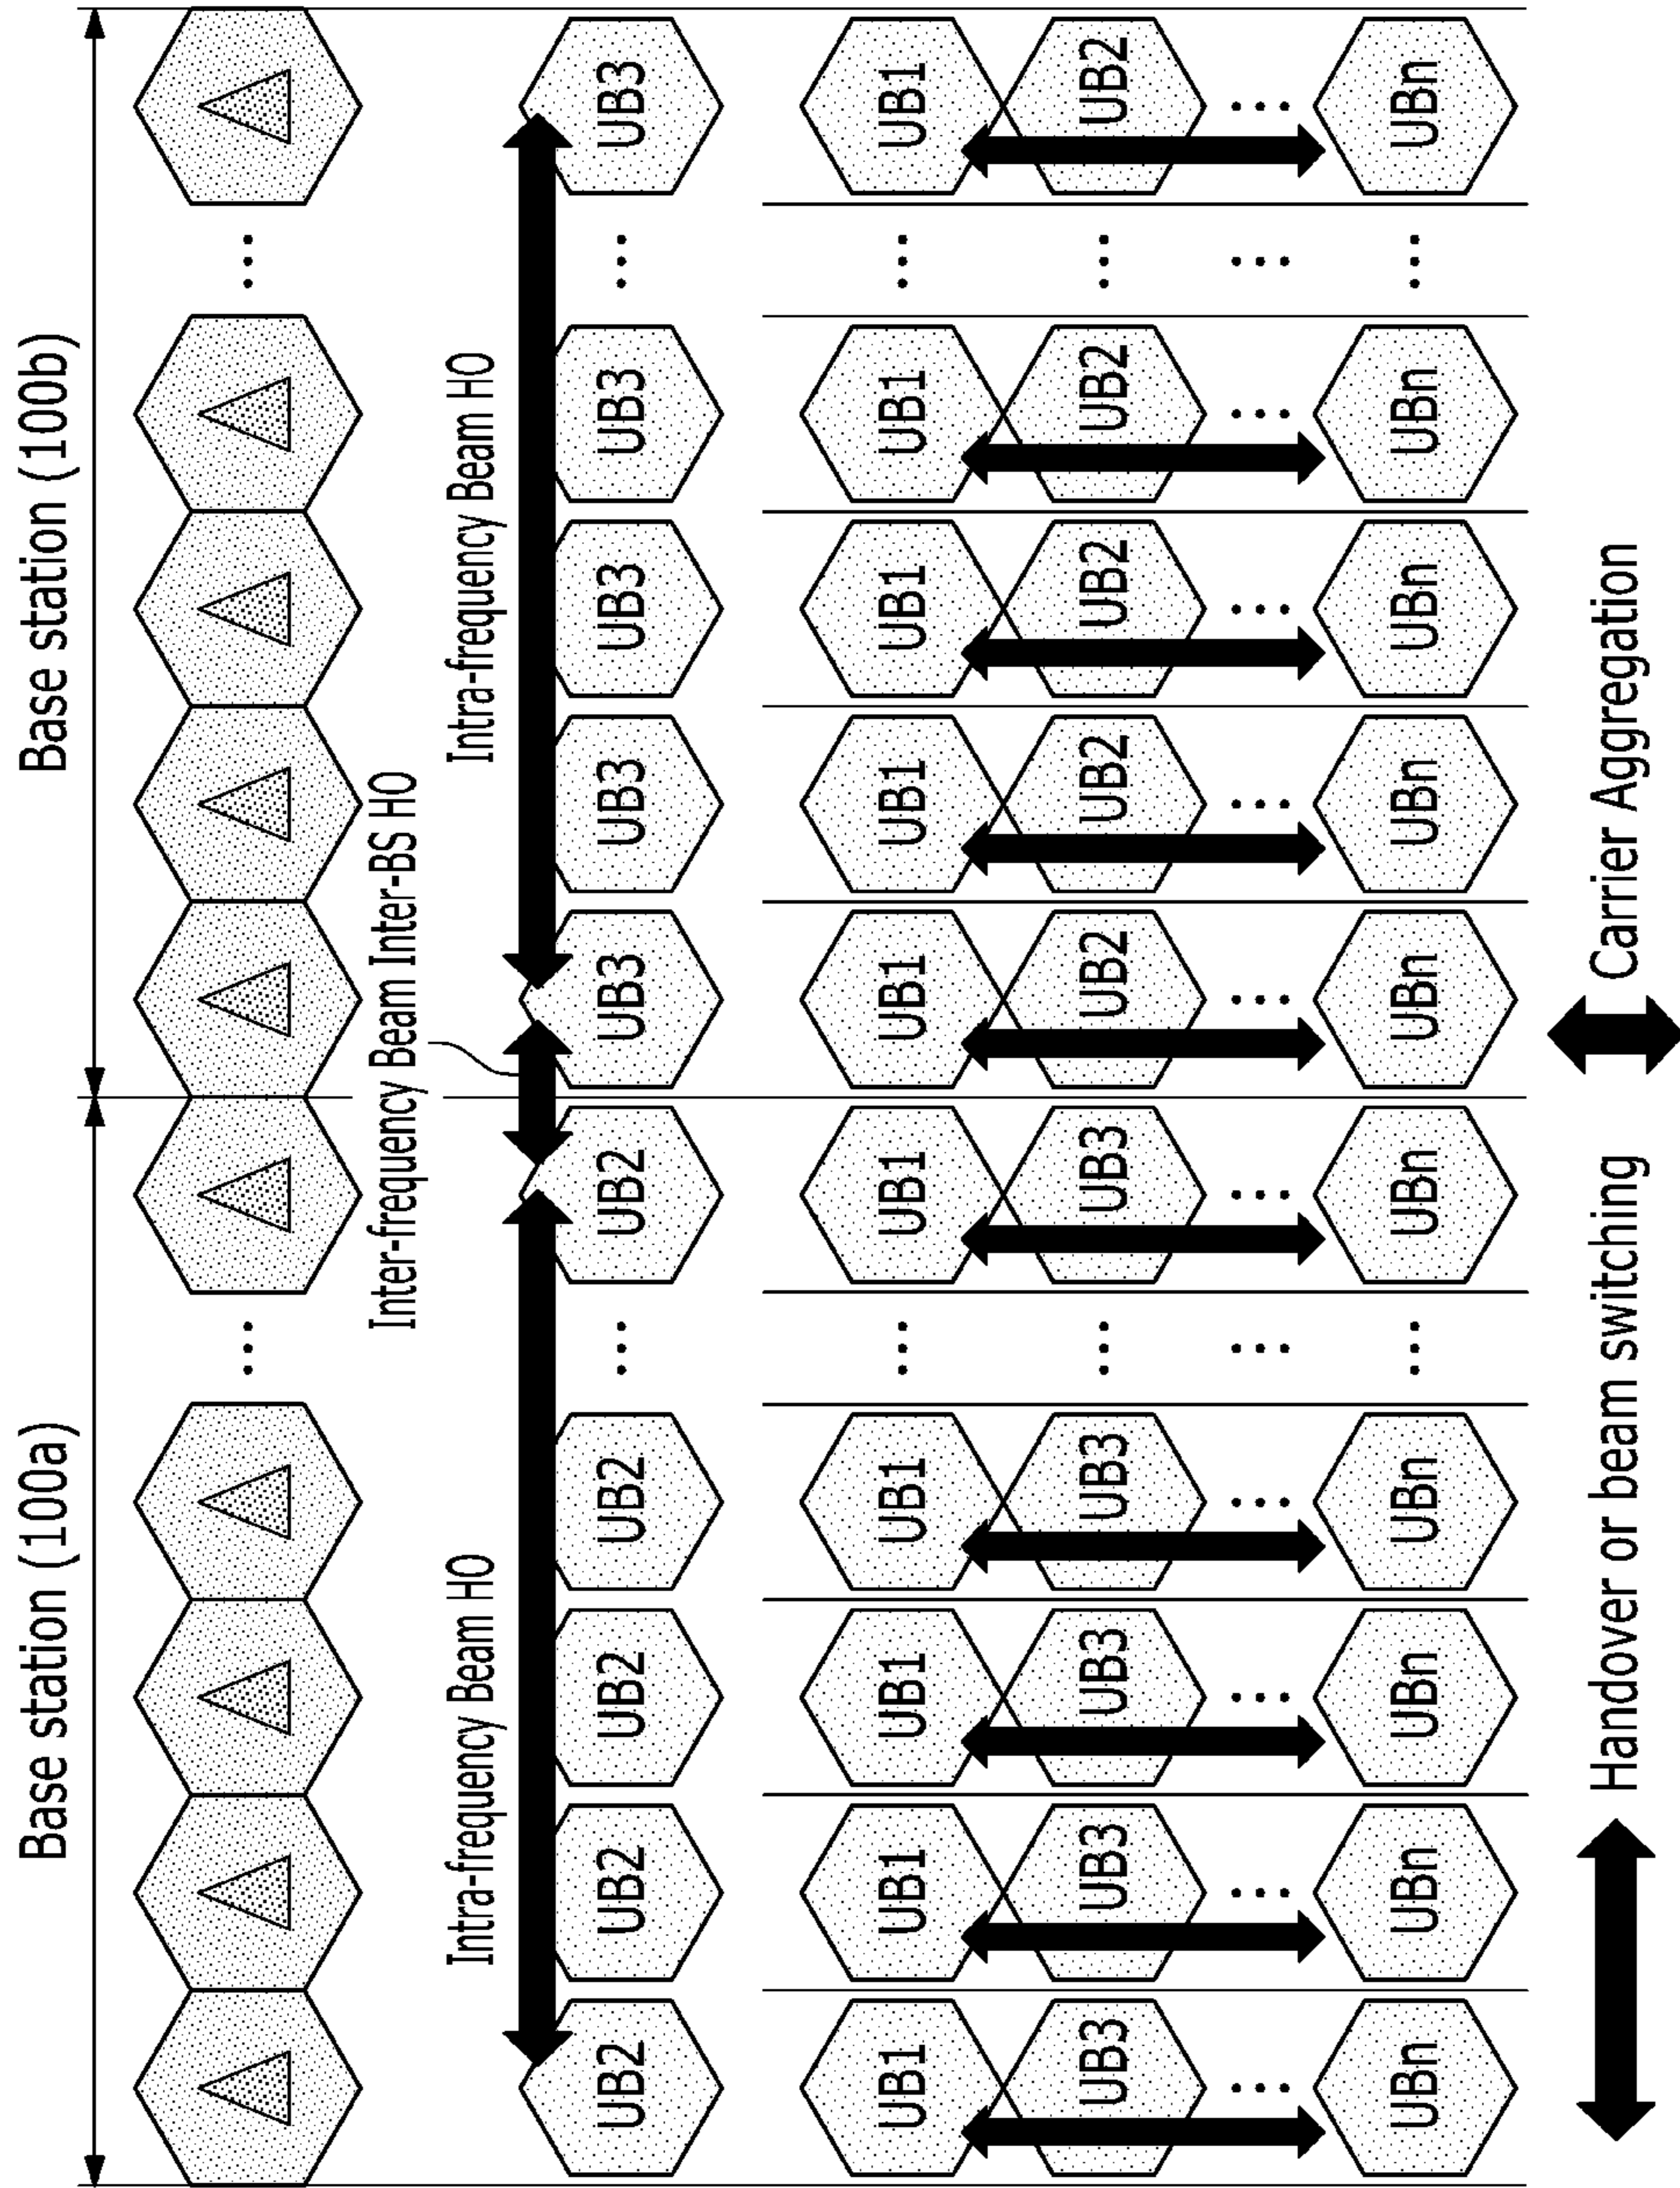 Base station (100a) Base station (100b)
Inter-frequency Beam Inter-BS HO
Intra-frequency Beam HO Intra-frequency Beam HO
UB2 UB2 UB2 UB2 ... UB2 UB3 UB3 UB3 UB3 ... UB3
UB1 UB1 UB1 UB1 ... UB1 UB1 UB1 UB1 UB1 ... UB1
UB3 UB3 UB3 UB3 ... UB3 UB2 UB2 UB2 UB2 ... UB2
UBn UBn UBn UBn ... UBn UBn UBn UBn UBn ... UBn
Handover or beam switching Carrier Aggregation